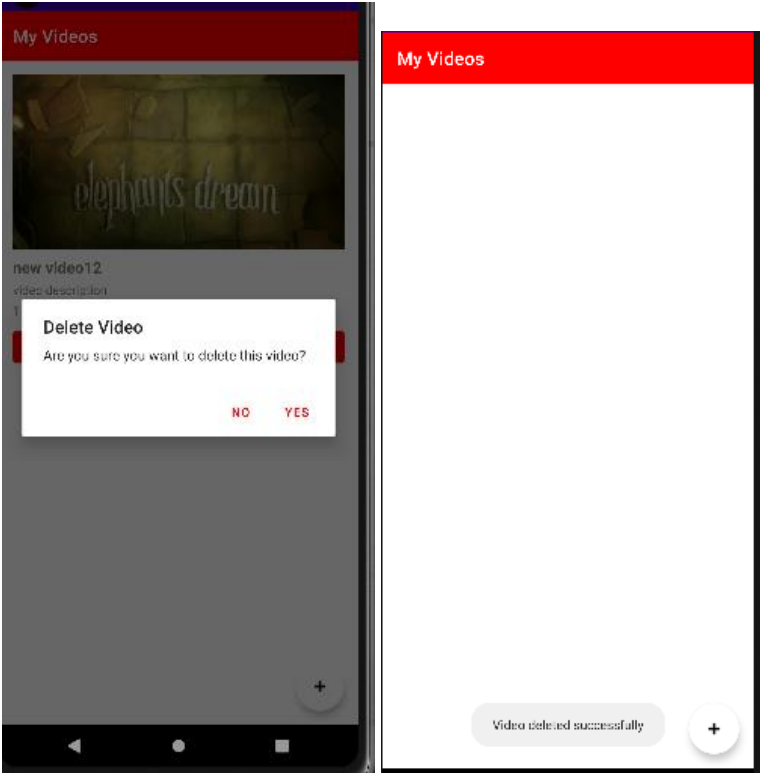 My Videos
elephants dream
new video12
video description
1
Delete Video
Are you sure you want to delete this video?
NO YES
+
My Videos
Video deleted successfully
+